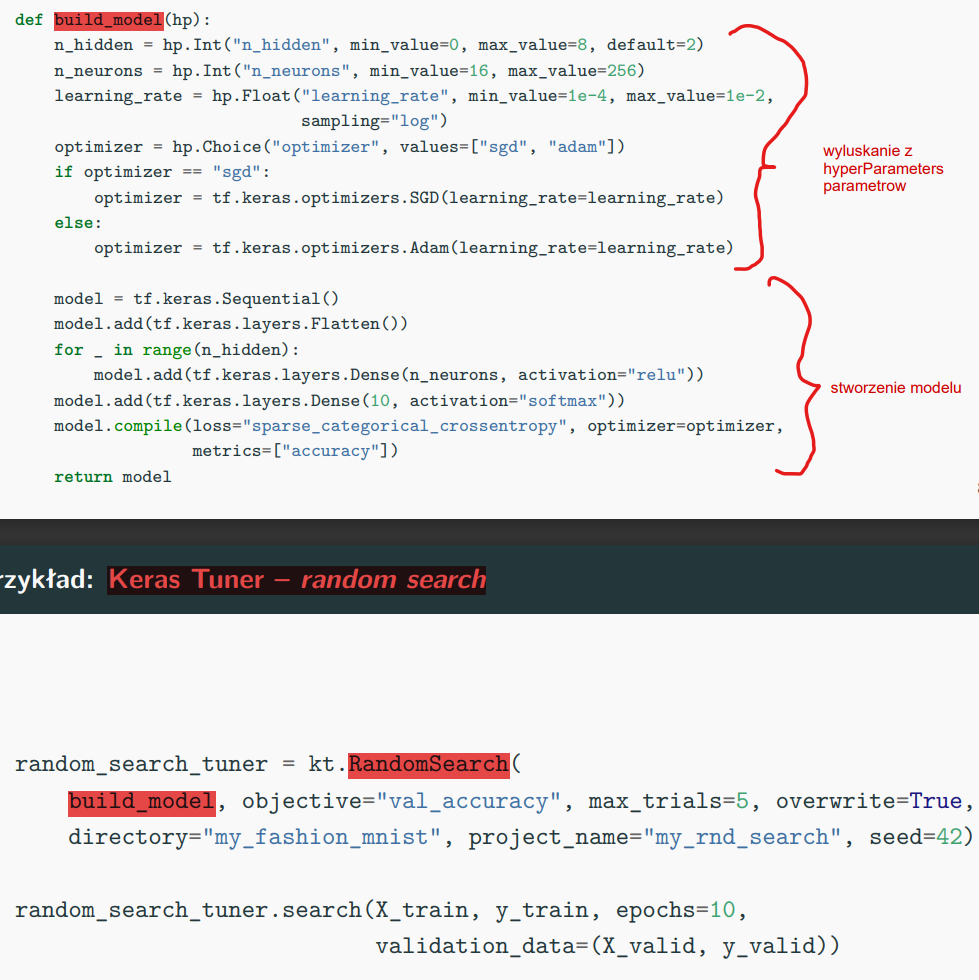 def build_model(hp):
n_hidden = hp.Int("n_hidden", min_value=0, max_value=8, default=2)
n_neurons = hp.Int("n_neurons", min_value=16, max_value=256)
learning_rate = hp.Float("learning_rate", min_value=1e-4, max_value=1e-2,
sampling="log")
optimizer = hp.Choice("optimizer", values=["sgd", "adam"])
if optimizer == "sgd":
optimizer = tf.keras.optimizers.SGD(learning_rate=learning_rate)
else:
optimizer = tf.keras.optimizers.Adam(learning_rate=learning_rate)
wyluskanie z
hyperParameters
parametrow
model = tf.keras.Sequential()
model.add(tf.keras.layers.Flatten())
for _ in range(n_hidden):
model.add(tf.keras.layers.Dense(n_neurons, activation="relu"))
model.add(tf.keras.layers.Dense(10, activation="softmax"))
model.compile(loss="sparse_categorical_crossentropy", optimizer=optimizer,
metrics=["accuracy"])
return model
stworzenie modelu
rzykład: Keras Tuner – random search
random_search_tuner = kt.RandomSearch(
build_model, objective="val_accuracy", max_trials=5, overwrite=True,
directory="my_fashion_mnist", project_name="my_rnd_search", seed=42)
random_search_tuner.search(X_train, y_train, epochs=10,
validation_data=(X_valid, y_valid))